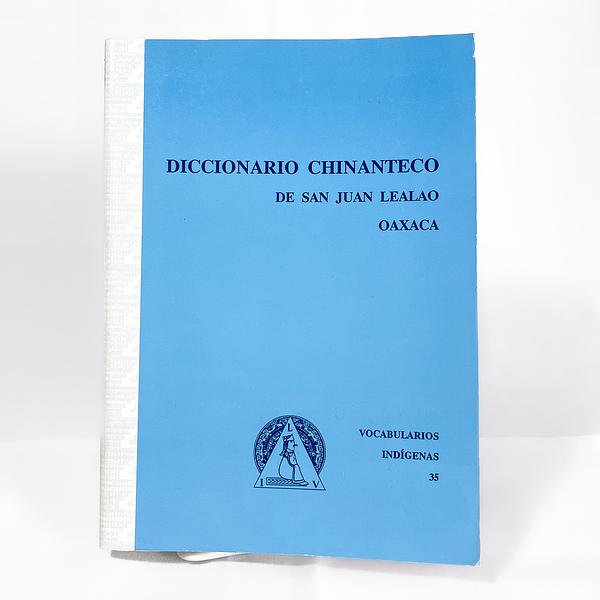 DICCIONARIO CHINANTECO
DE SAN JUAN LEALAO
OAXACA
L
I V
VOCABULARIOS
INDÍGENAS
35